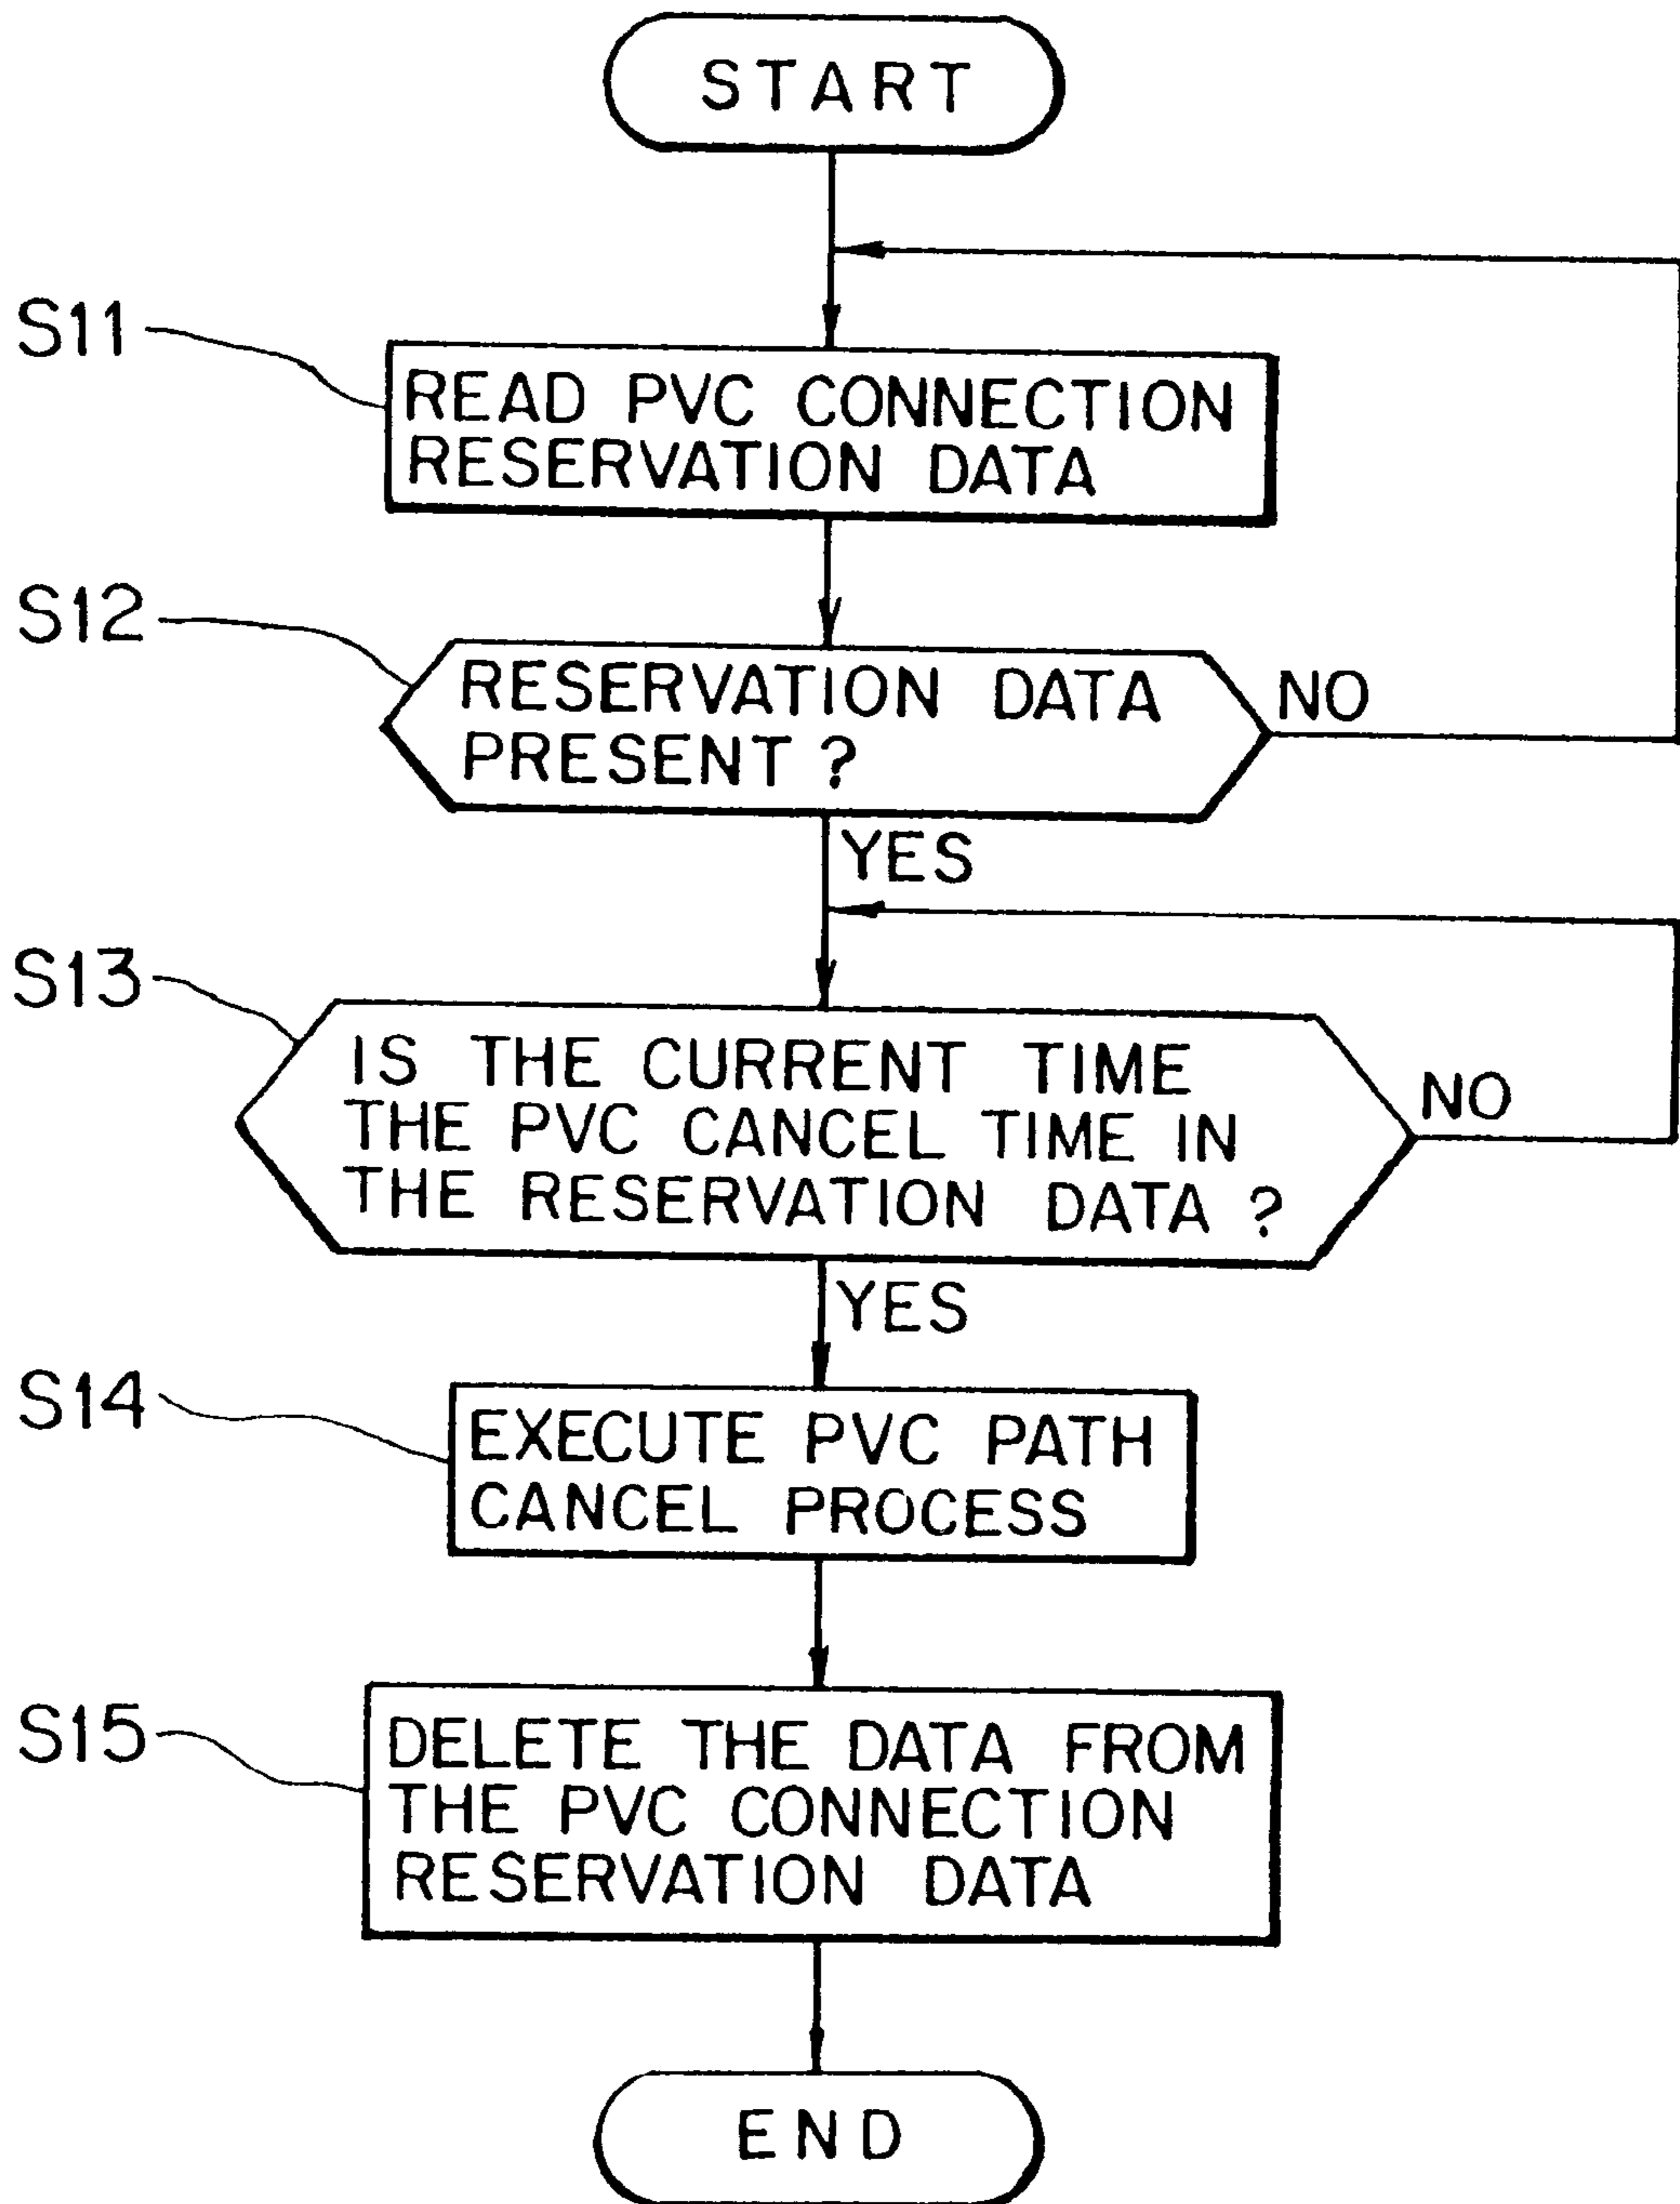 START
S11
READ PVC CONNECTION
RESERVATION DATA
S12
RESERVATION DATA
PRESENT ?
NO
YES
S13
IS THE CURRENT TIME
THE PVC CANCEL TIME IN
THE RESERVATION DATA ?
NO
YES
S14
EXECUTE PVC PATH
CANCEL PROCESS
S15
DELETE THE DATA FROM
THE PVC CONNECTION
RESERVATION DATA
END